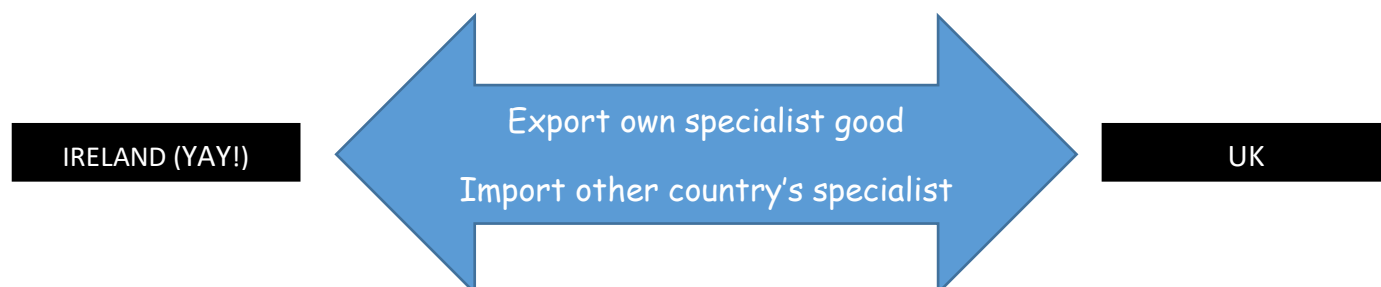 IRELAND (YAY!)
Export own specialist good
Import other country’s specialist
UK